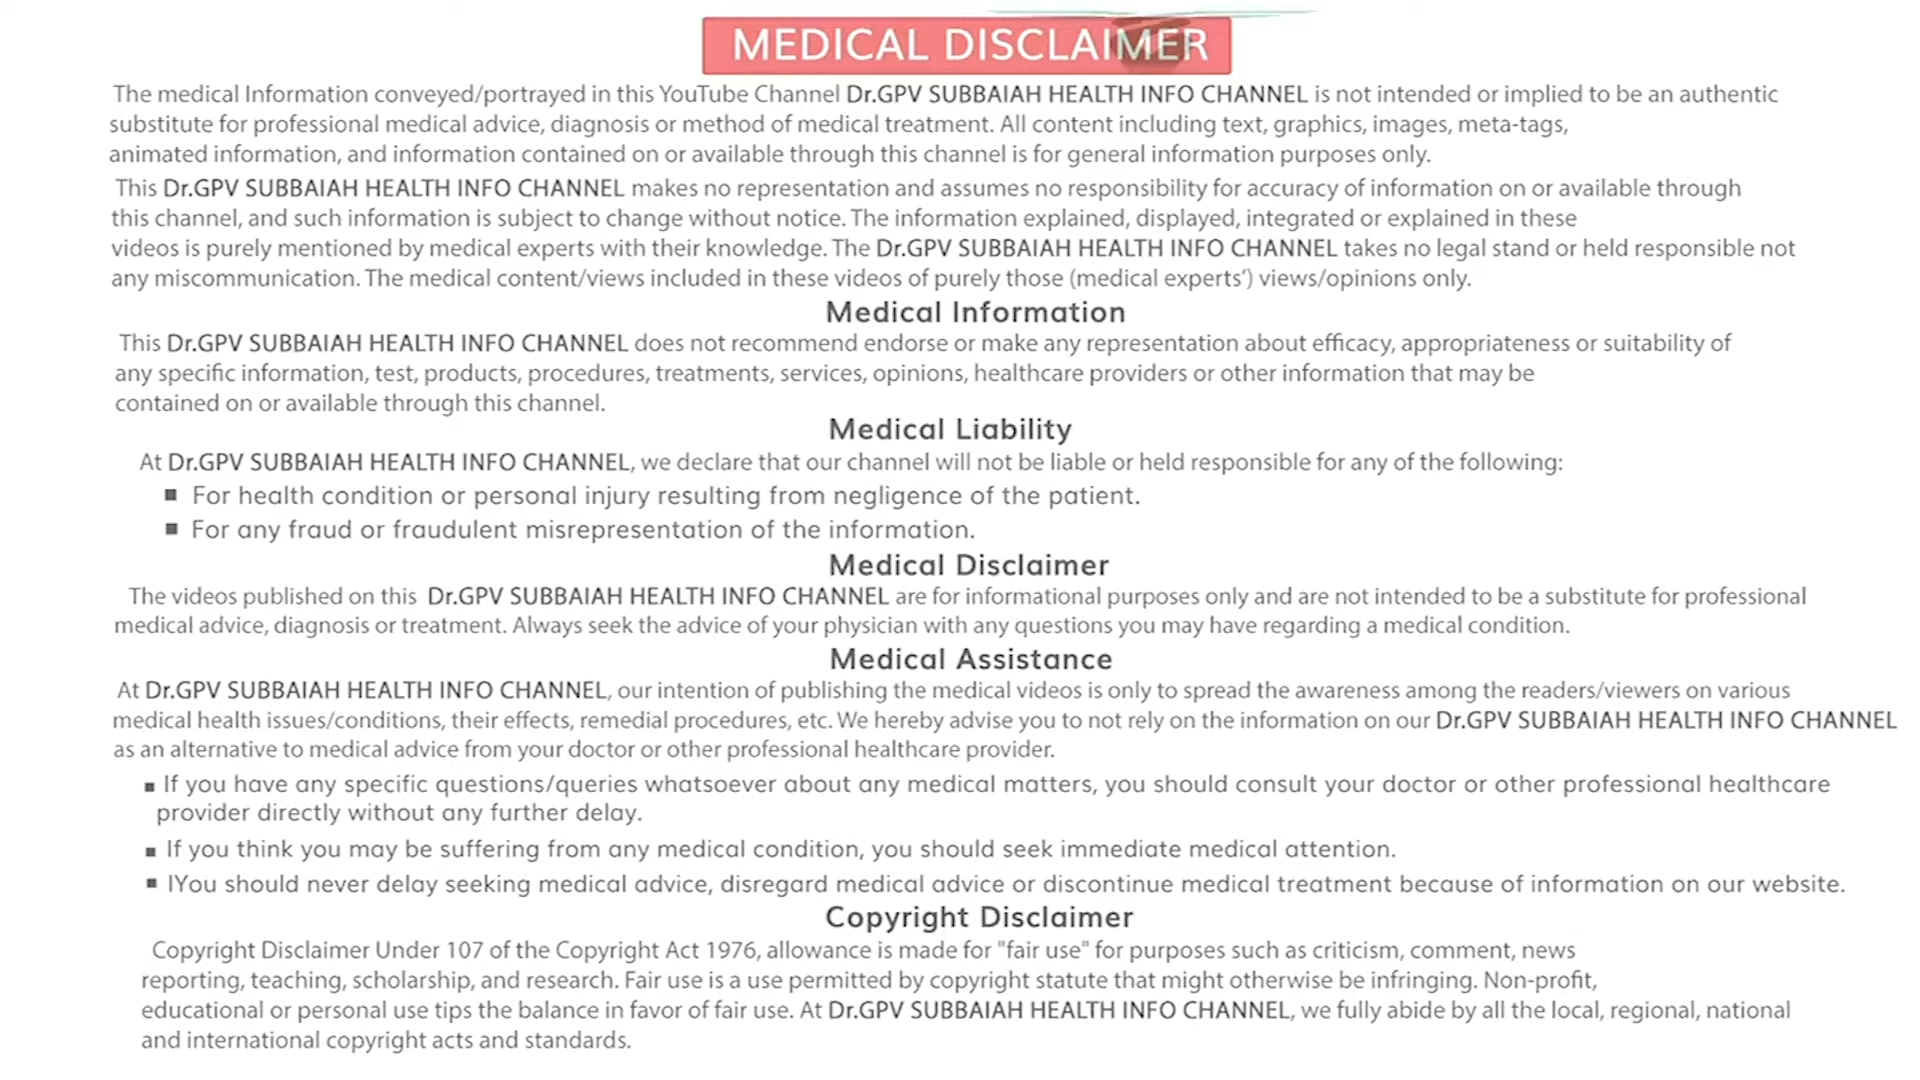 MEDICAL DISCLAIMER
The medical Information conveyed/portrayed in this YouTube Channel Dr.GPV SUBBAIAH HEALTH INFO CHANNEL is not intended or implied to be an authentic
substitute for professional medical advice, diagnosis or method of medical treatment. All content including text, graphics, images, meta-tags,
animated information, and information contained on or available through this channel is for general information purposes only.
This Dr.GPV SUBBAIAH HEALTH INFO CHANNEL makes no representation and assumes no responsibility for accuracy of information on or available through
this channel, and such information is subject to change without notice. The information explained, displayed, integrated or explained in these
videos is purely mentioned by medical experts with their knowledge. The Dr.GPV SUBBAIAH HEALTH INFO CHANNEL takes no legal stand or held responsible not
any miscommunication. The medical content/views included in these videos of purely those (medical experts') views/opinions only.
Medical Information
This Dr.GPV SUBBAIAH HEALTH INFO CHANNEL does not recommend endorse or make any representation about efficacy, appropriateness or suitability of
any specific information, test, products, procedures, treatments, services, opinions, healthcare providers or other information that may be
contained on or available through this channel.
Medical Liability
At Dr.GPV SUBBAIAH HEALTH INFO CHANNEL, we declare that our channel will not be liable or held responsible for any of the following:
■ For health condition or personal injury resulting from negligence of the patient.
■ For any fraud or fraudulent misrepresentation of the information.
Medical Disclaimer
The videos published on this Dr.GPV SUBBAIAH HEALTH INFO CHANNEL are for informational purposes only and are not intended to be a substitute for professional
medical advice, diagnosis or treatment. Always seek the advice of your physician with any questions you may have regarding a medical condition.
Medical Assistance
At Dr.GPV SUBBAIAH HEALTH INFO CHANNEL, our intention of publishing the medical videos is only to spread the awareness among the readers/viewers on various
medical health issues/conditions, their effects, remedial procedures, etc. We hereby advise you to not rely on the information on our Dr.GPV SUBBAIAH HEALTH INFO CHANNEL
as an alternative to medical advice from your doctor or other professional healthcare provider.
■ If you have any specific questions/queries whatsoever about any medical matters, you should consult your doctor or other professional healthcare
provider directly without any further delay.
■ If you think you may be suffering from any medical condition, you should seek immediate medical attention.
■ lYou should never delay seeking medical advice, disregard medical advice or discontinue medical treatment because of information on our website.
Copyright Disclaimer
Copyright Disclaimer Under 107 of the Copyright Act 1976, allowance is made for "fair use" for purposes such as criticism, comment, news
reporting, teaching, scholarship, and research. Fair use is a use permitted by copyright statute that might otherwise be infringing. Non-profit,
educational or personal use tips the balance in favor of fair use. At Dr.GPV SUBBAIAH HEALTH INFO CHANNEL, we fully abide by all the local, regional, national
and international copyright acts and standards.